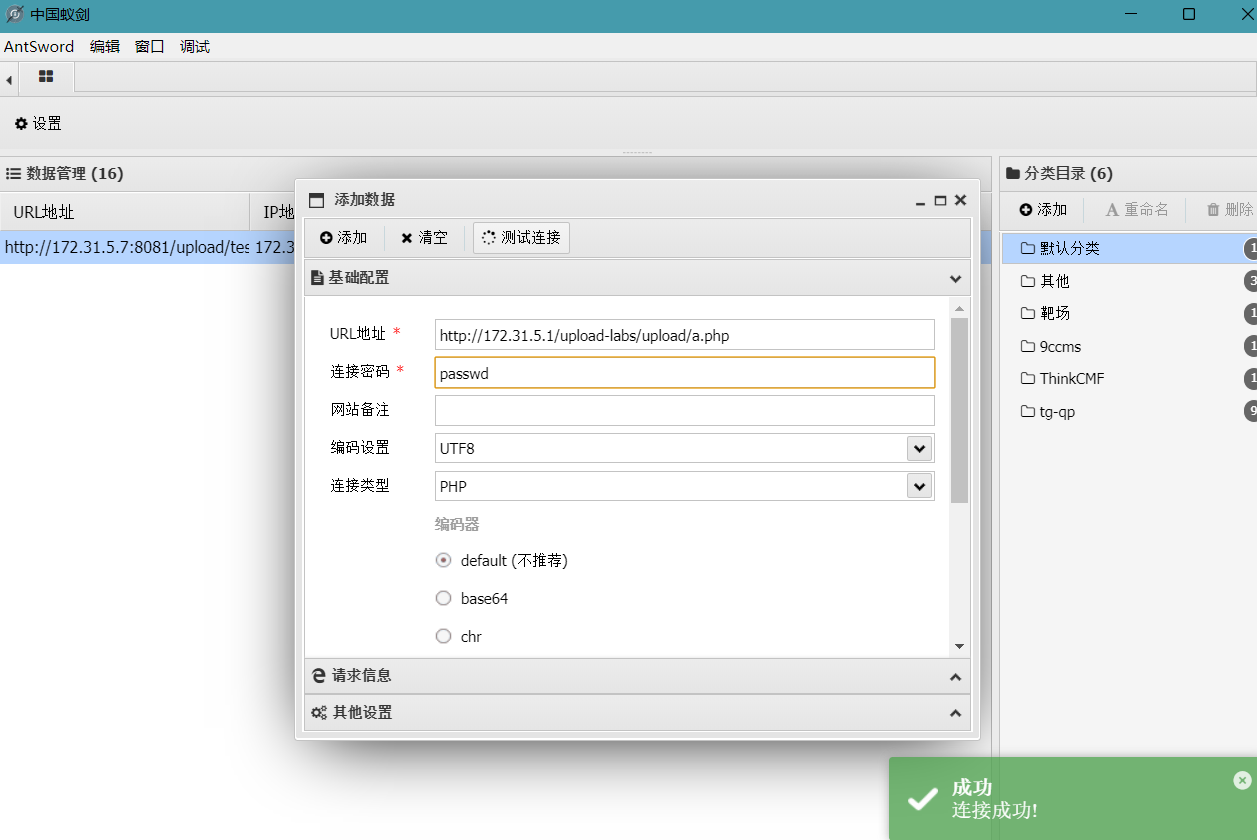 中国蚁剑
AntSword 编辑 窗口 调试
设置
数据管理 (16)
URL地址 IP地
http://172.31.5.7:8081/upload/tes 172.3
添加数据
添加 清空 测试连接
基础配置
URL地址 * http://172.31.5.1/upload-labs/upload/a.php
连接密码 * passwd
网站备注
编码设置 UTF8
连接类型 PHP
编码器
default (不推荐)
base64
chr
请求信息
其他设置
分类目录 (6)
添加 重命名 删除
默认分类 1
其他 3
靶场 1
9ccms 1
ThinkCMF 1
tg-qp 9
成功
连接成功!